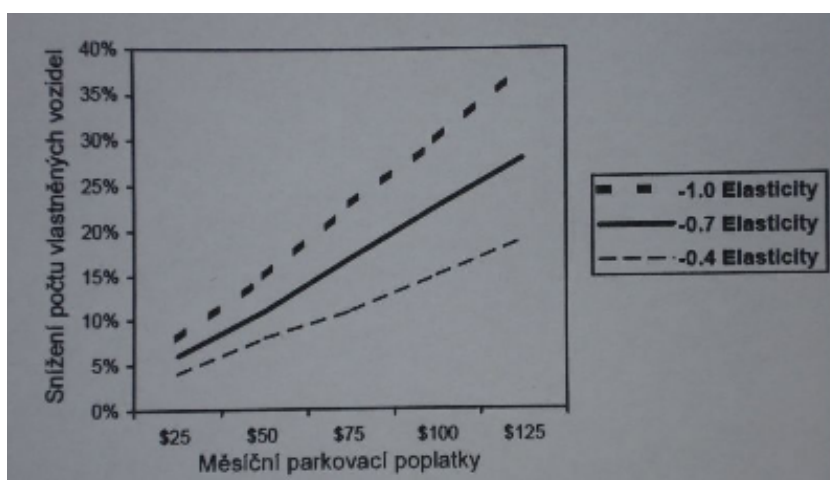 40%
35%
30%
25%
20%
15%
10%
5%
0%
Snížení počtu vlastněných vozidel
$25 $50 $75 $100 $125
Měsíční parkovací poplatky
-1.0 Elasticity
-0.7 Elasticity
-0.4 Elasticity